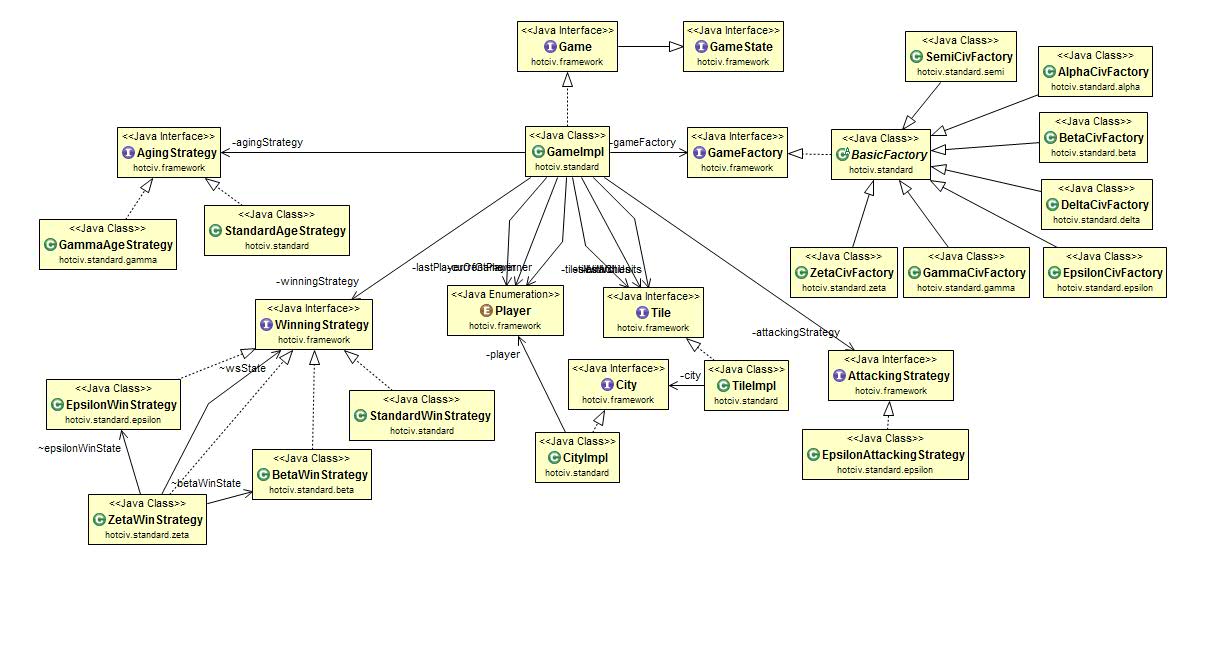 <<Java Interface>>
Game
hotciv.framework
<<Java Interface>>
GameState
hotciv.framework
<<Java Class>>
SemiCivFactory
hotciv.standard.semi
<<Java Class>>
AlphaCivFactory
hotciv.standard.alpha
<<Java Interface>>
AgingStrategy
hotciv.framework
-agingStrategy
<<Java Class>>
GameImpl
hotciv.standard
-gameFactory
<<Java Interface>>
GameFactory
hotciv.framework
<<Java Class>>
BasicFactory
hotciv.standard
<<Java Class>>
BetaCivFactory
hotciv.standard.beta
<<Java Class>>
DeltaCivFactory
hotciv.standard.delta
<<Java Class>>
GammaAgeStrategy
hotciv.standard.gamma
<<Java Class>>
StandardAgeStrategy
hotciv.standard
<<Java Class>>
ZetaCivFactory
hotciv.standard.zeta
<<Java Class>>
GammaCivFactory
hotciv.standard.gamma
<<Java Class>>
EpsilonCivFactory
hotciv.standard.epsilon
-winningStrategy
<<Java Interface>>
WinningStrategy
hotciv.framework
<<Java Enumeration>>
Player
hotciv.framework
<<Java Interface>>
Tile
hotciv.framework
-attackingStrategy
-player
<<Java Interface>>
City
hotciv.framework
-city
<<Java Class>>
TileImpl
hotciv.standard
<<Java Interface>>
AttackingStrategy
hotciv.framework
~wsState
<<Java Class>>
EpsilonWinStrategy
hotciv.standard.epsilon
<<Java Class>>
StandardWinStrategy
hotciv.standard
<<Java Class>>
CityImpl
hotciv.standard
<<Java Class>>
EpsilonAttackingStrategy
hotciv.standard.epsilon
~epsilonWinState
~betaWinState
<<Java Class>>
BetaWinStrategy
hotciv.standard.beta
<<Java Class>>
ZetaWinStrategy
hotciv.standard.zeta